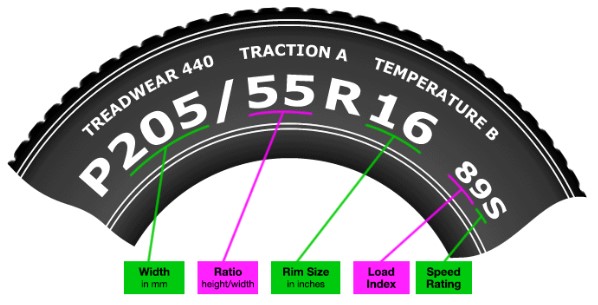 TREADWEAR 440 TRACTION A TEMPERATURE B
P205/55R16 89S
Width
in mm
Ratio
height/width
Rim Size
in inches
Load
Index
Speed
Rating